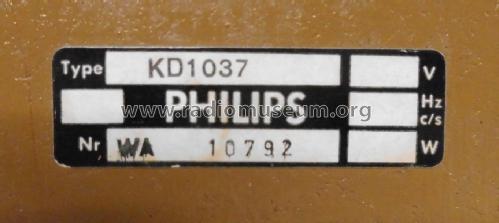 Type KD1037 V
PHILIPS Hz c/s
Nr WA 10792 W
www.radiomuseum.org